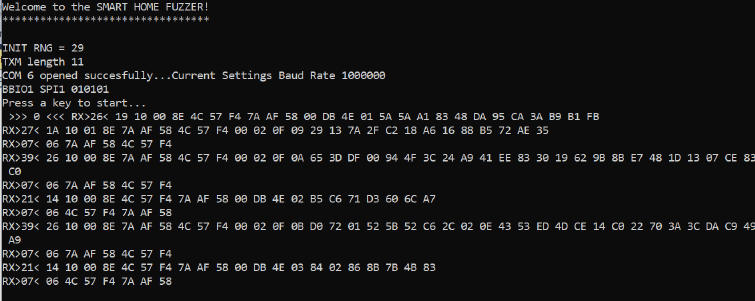 Welcome to the SMART HOME FUZZER!
*********************************
INIT RNG = 29
TXM length 11
COM 6 opened succesfully...Current Settings Baud Rate 1000000
BBIO1 SPI1 010101
Press a key to start...
>>> 0 <<< RX>26< 19 10 00 8E 4C 57 F4 7A AF 58 00 DB 4E 01 5A 5A A1 83 48 DA 95 CA 3A B9 B1 FB
RX>27< 1A 10 01 8E 7A AF 58 4C 57 F4 00 02 0F 09 29 13 7A 2F C2 18 A6 16 88 B5 72 AE 35
RX>07< 06 7A AF 58 4C 57 F4
RX>39< 26 10 00 8E 7A AF 58 4C 57 F4 00 02 0F 0A 65 3D DF 00 94 4F 3C 24 A9 41 EE 83 30 19 62 9B 8B E7 48 1D 13 07 CE 83
C0
RX>07< 06 7A AF 58 4C 57 F4
RX>21< 14 10 00 8E 4C 57 F4 7A AF 58 00 DB 4E 02 B5 C6 71 D3 60 6C A7
RX>07< 06 4C 57 F4 7A AF 58
RX>39< 26 10 00 8E 7A AF 58 4C 57 F4 00 02 0F 0B D0 72 01 52 5B 52 C6 2C 02 0E 43 53 ED 4D CE 14 C0 22 70 3A 3C DA C9 49
A9
RX>07< 06 7A AF 58 4C 57 F4
RX>21< 14 10 00 8E 4C 57 F4 7A AF 58 00 DB 4E 03 84 02 86 8B 7B 4B 83
RX>07< 06 4C 57 F4 7A AF 58